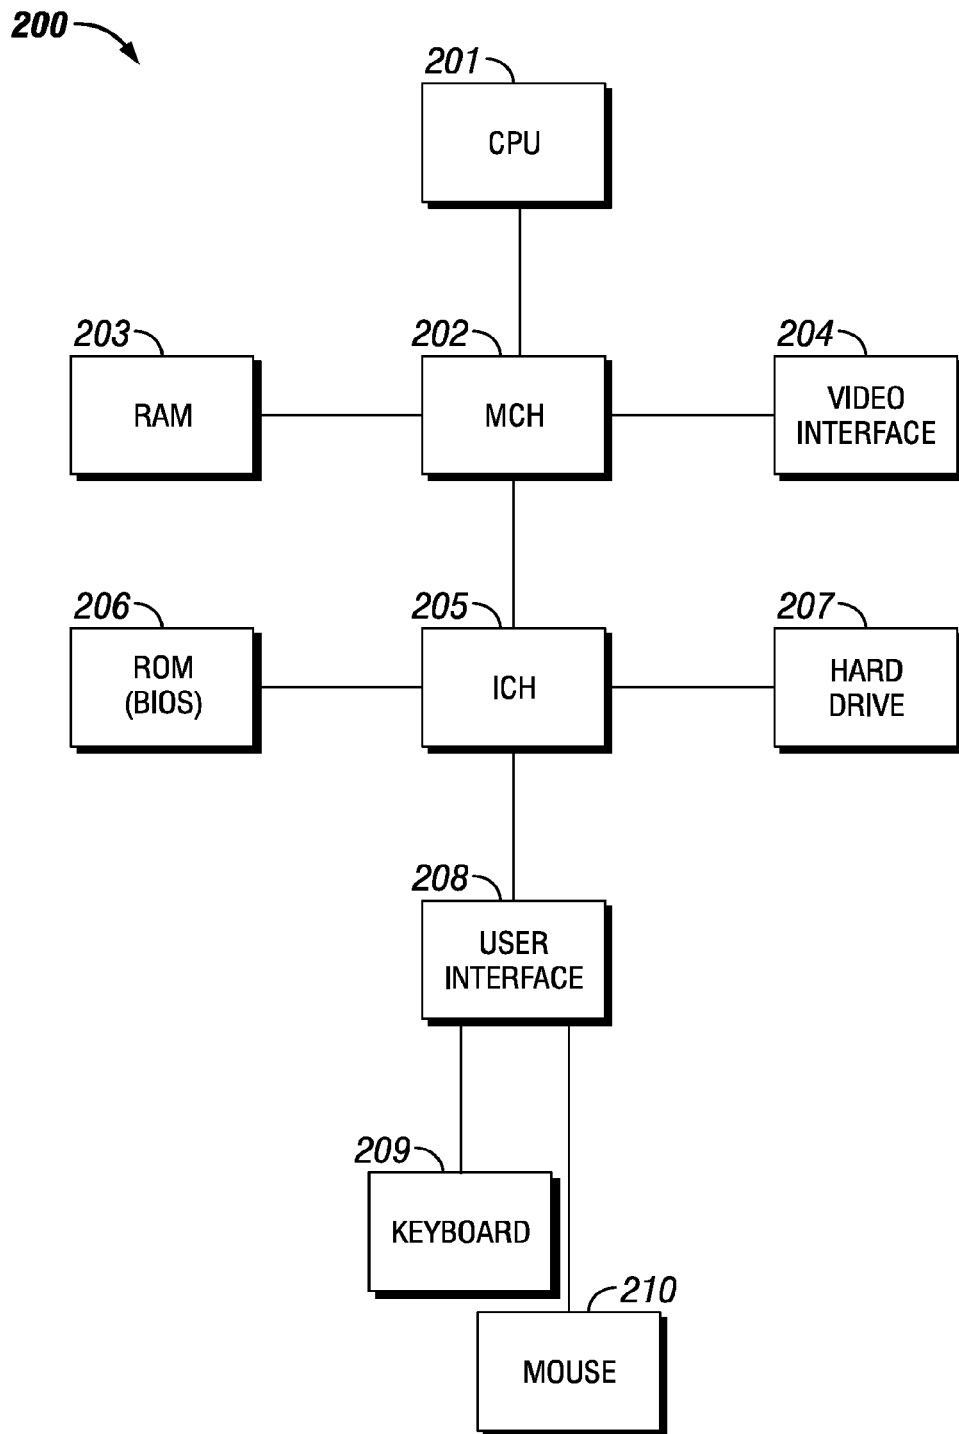 200
201
CPU
203
RAM
202
MCH
204
VIDEO
INTERFACE
206
ROM
(BIOS)
205
ICH
207
HARD
DRIVE
208
USER
INTERFACE
209
KEYBOARD
210
MOUSE